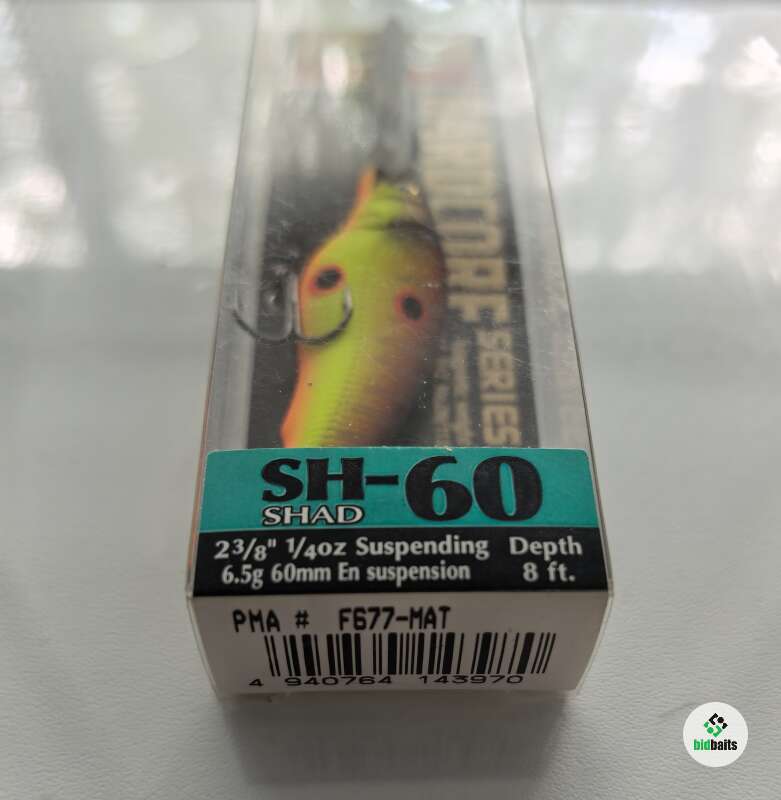 HARDCORE SERIES
SH-60
SHAD
2 3/8" 1/4oz Suspending Depth
6.5g 60mm En suspension 8 ft.
PMA # F677-MAT
4 940764 143970
bidbaits